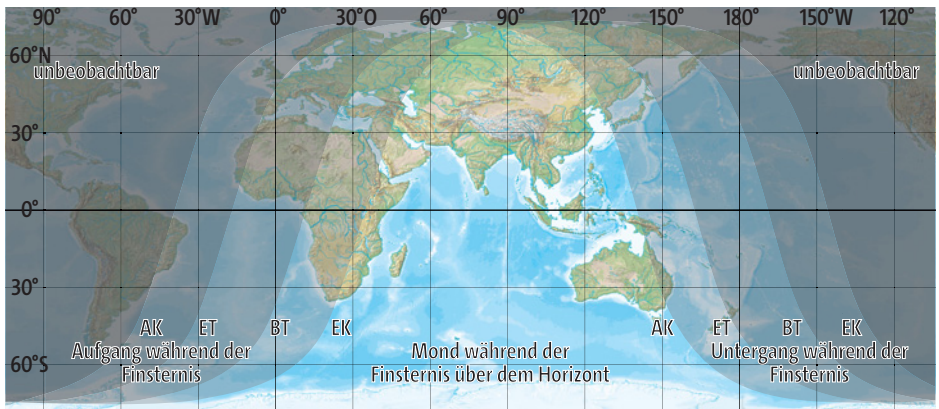 90° 60° 30°W 0° 30°O 60° 90° 120° 150° 180° 150°W 120°
60°N
unbeobachtbar unbeobachtbar
30°
0°
30°
AK ET BT EK AK ET BT EK
Aufgang während der Mond während der Untergang während der
60°S Finsternis Finsternis über dem Horizont Finsternis